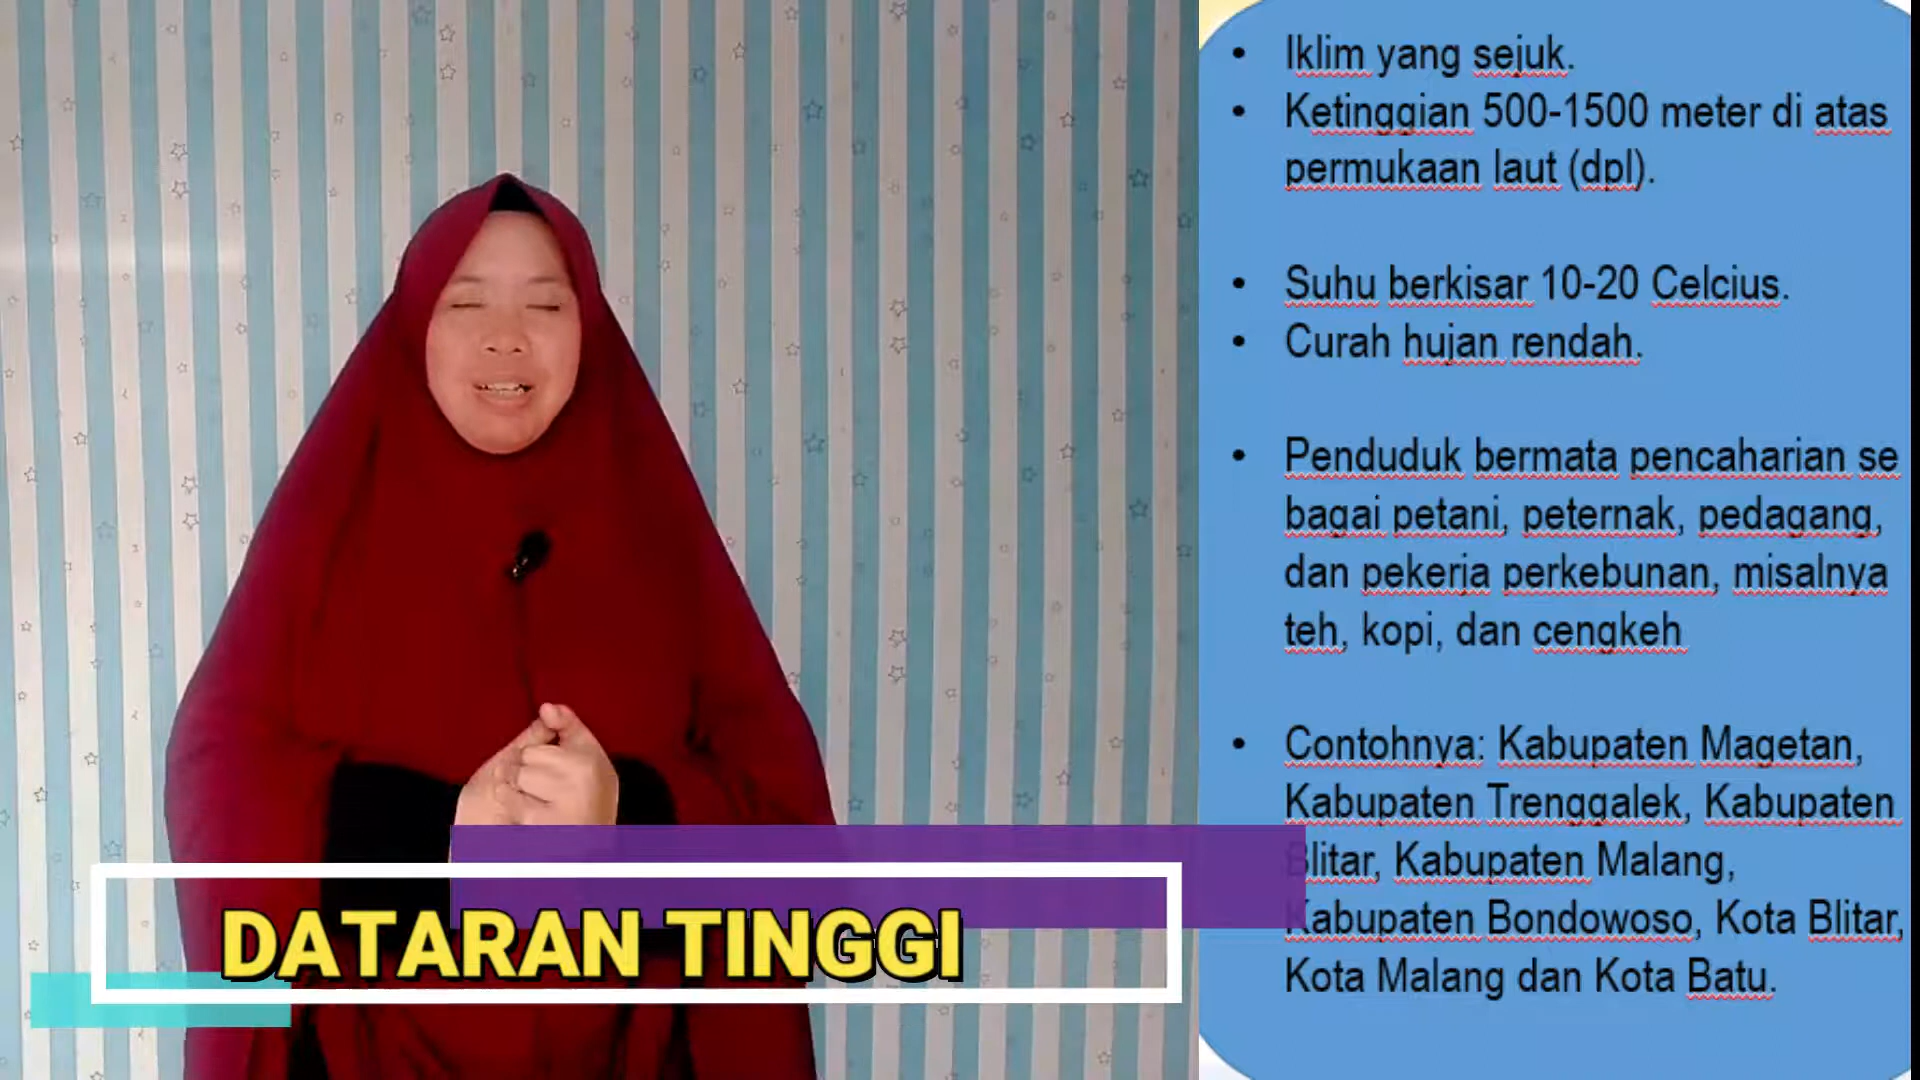 Iklim yang sejuk.
Ketinggian 500-1500 meter di atas
permukaan laut (dpl).
Suhu berkisar 10-20 Celcius.
Curah hujan rendah.
Penduduk bermata pencaharian se
bagai petani, peternak, pedagang,
dan pekerja perkebunan, misalnya
teh, kopi, dan cengkeh
Contohnya: Kabupaten Magetan,
Kabupaten Trenggalek, Kabupaten
Blitar, Kabupaten Malang,
Kabupaten Bondowoso, Kota Blitar,
Kota Malang dan Kota Batu.
DATARAN TINGGI